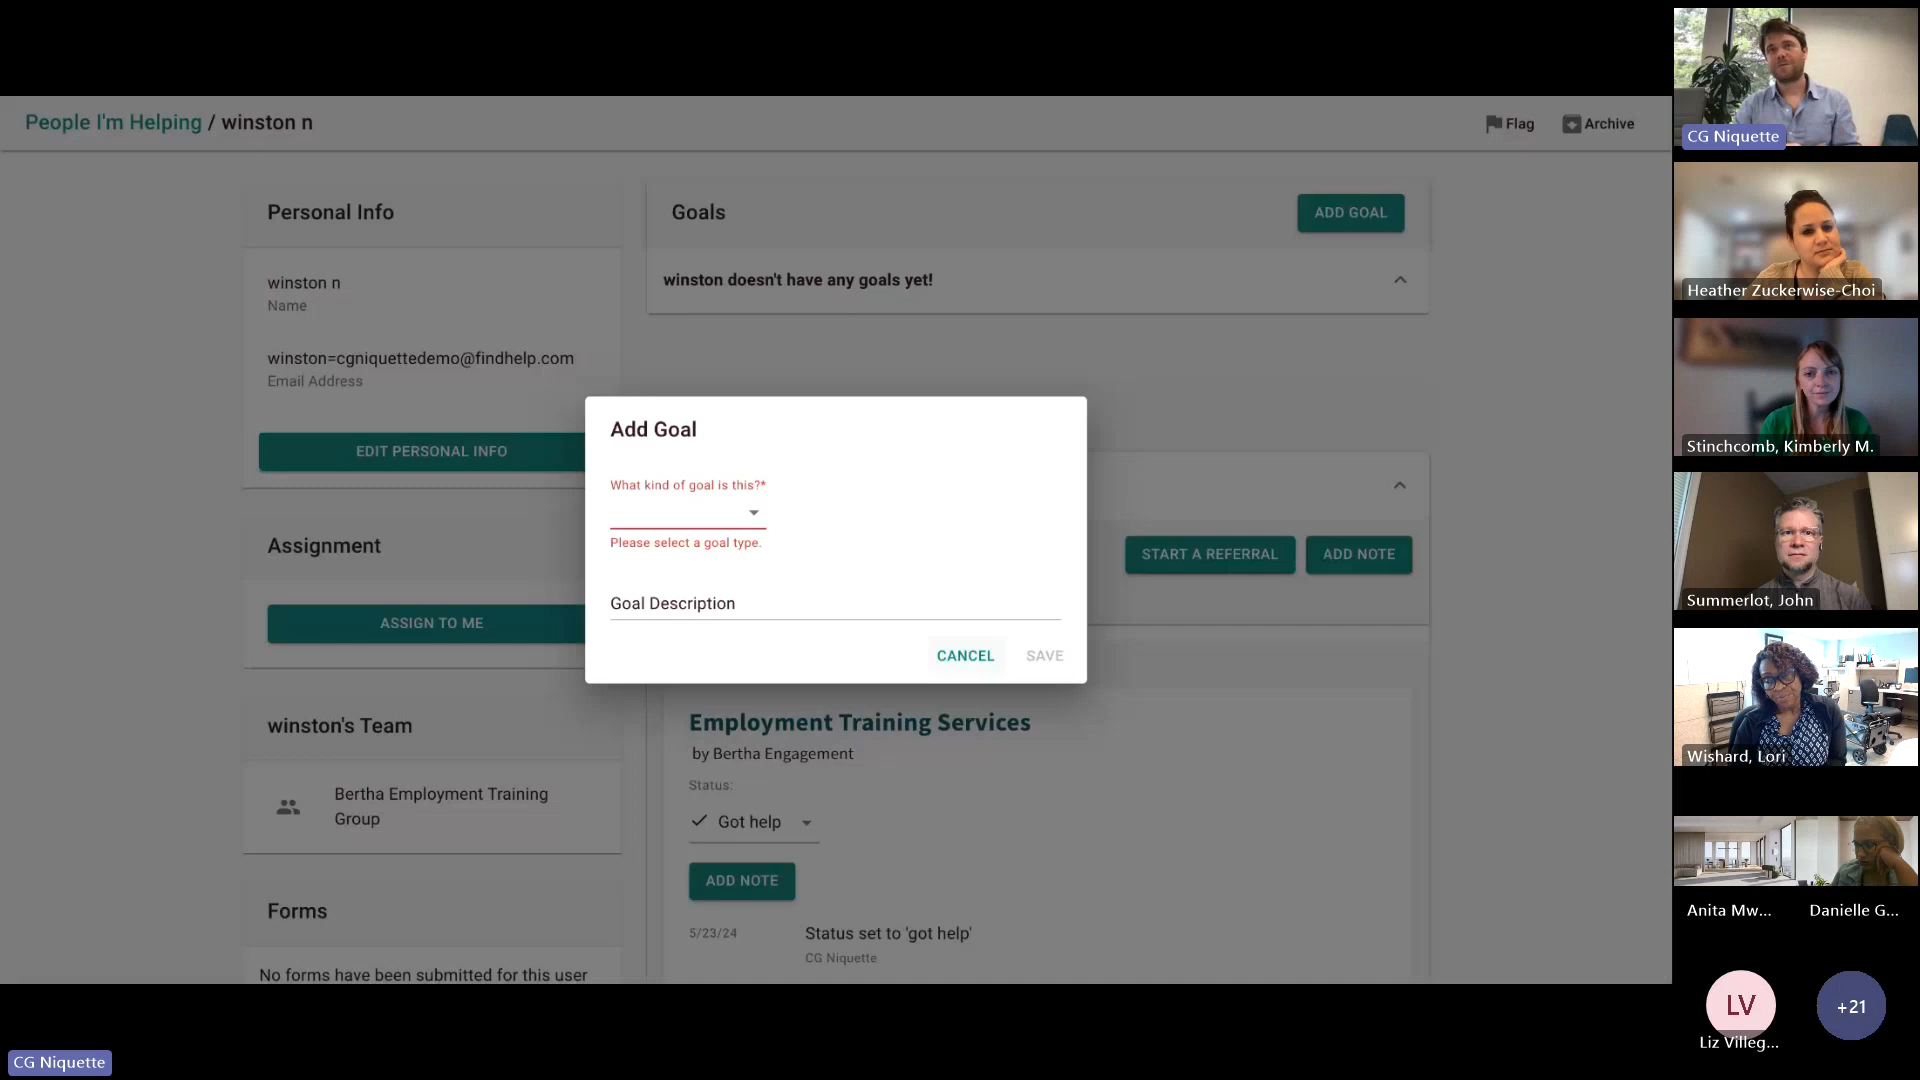 People I'm Helping / winston n
Flag
Archive
Personal Info
winston n
Name
winston=cgniquettedemo@findhelp.com
Email Address
EDIT PERSONAL INFO
Assignment
ASSIGN TO ME
winston's Team
Bertha Employment Training
Group
Forms
No forms have been submitted for this user
Goals
ADD GOAL
winston doesn't have any goals yet!
Add Goal
What kind of goal is this?*
Please select a goal type.
Goal Description
CANCEL
SAVE
START A REFERRAL
ADD NOTE
Employment Training Services
by Bertha Engagement
Status:
Got help
ADD NOTE
5/23/24
Status set to 'got help'
CG Niquette
CG Niquette
Heather Zuckerwise-Choi
Stinchcomb, Kimberly M.
Summerlot, John
Wishard, Lori
Anita Mw...
Danielle G...
LV
Liz Villeg...
+21
CG Niquette